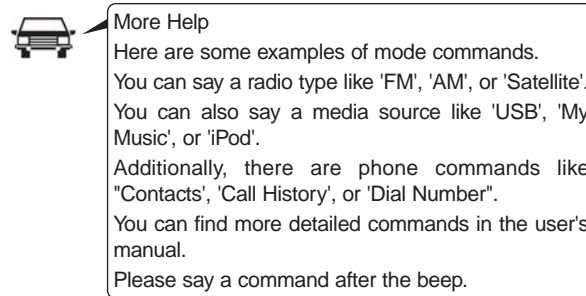 More Help
Here are some examples of mode commands.
You can say a radio type like 'FM', 'AM', or 'Satellite'.
You can also say a media source like 'USB', 'My
Music', or 'iPod'.
Additionally, there are phone commands like
"Contacts', 'Call History', or 'Dial Number".
You can find more detailed commands in the user's
manual.
Please say a command after the beep.